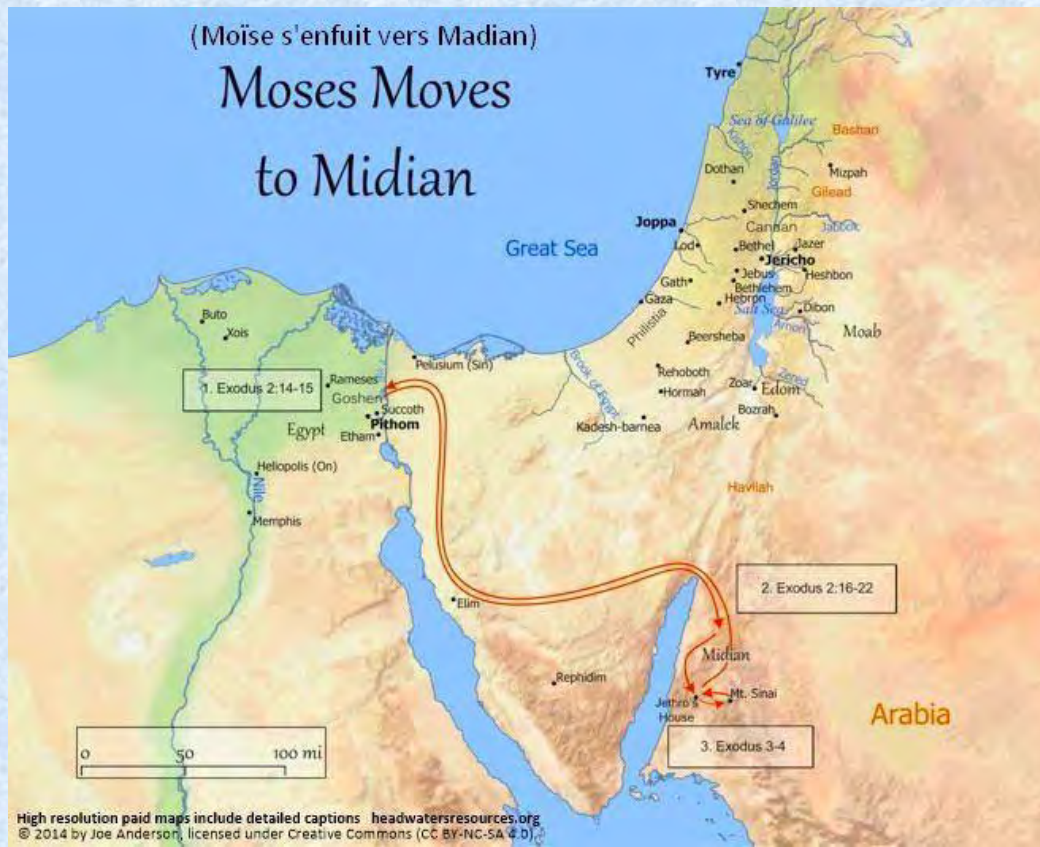 (Moïse s'enfuit vers Madian)
Moses Moves
to Midian
Tyre
Sea of Galilee
Bashan
Kishon
Dothan
Jordan
Mizpah
Gilead
Shechem
Joppa
Canaan
Jabbok
Great Sea
Lod
Bethel
Jazer
Jericho
Jebus
Heshbon
Gath
Bethlehem
Gaza
Hebron
Salt Sea
Dibon
Philistia
Arnon
Moab
Buto
Xois
Beersheba
Pelusium (Sin)
Brook of Egypt
Rehoboth
Zered
1. Exodus 2:14-15
Rameses
Hormah
Zoar
Edom
Goshen
Succoth
Bozrah
Pithom
Kadesh-barnea
Amalek
Egypt
Etham
Heliopolis (On)
Nile
Havilah
Memphis
2. Exodus 2:16-22
Elim
Midian
Rephidim
Mt. Sinai
Jethro's
House
Arabia
3. Exodus 3-4
0 50 100 mi
High resolution paid maps include detailed captions headwatersresources.org
© 2014 by Joe Anderson, licensed under Creative Commons (CC BY-NC-SA 4.0).